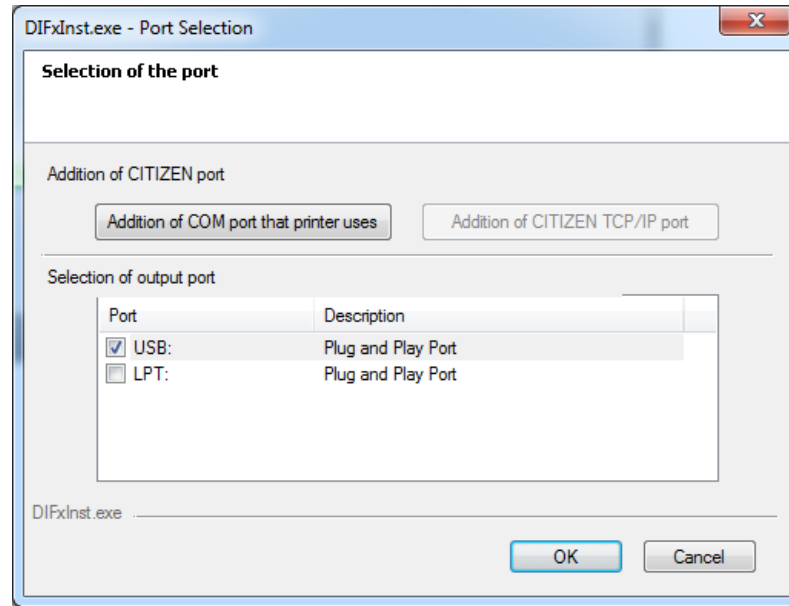 DIFxInst.exe - Port Selection
Selection of the port
Addition of CITIZEN port
Addition of COM port that printer uses Addition of CITIZEN TCP/IP port
Selection of output port
Port Description
USB: Plug and Play Port
LPT: Plug and Play Port
DIFxInst.exe
OK Cancel